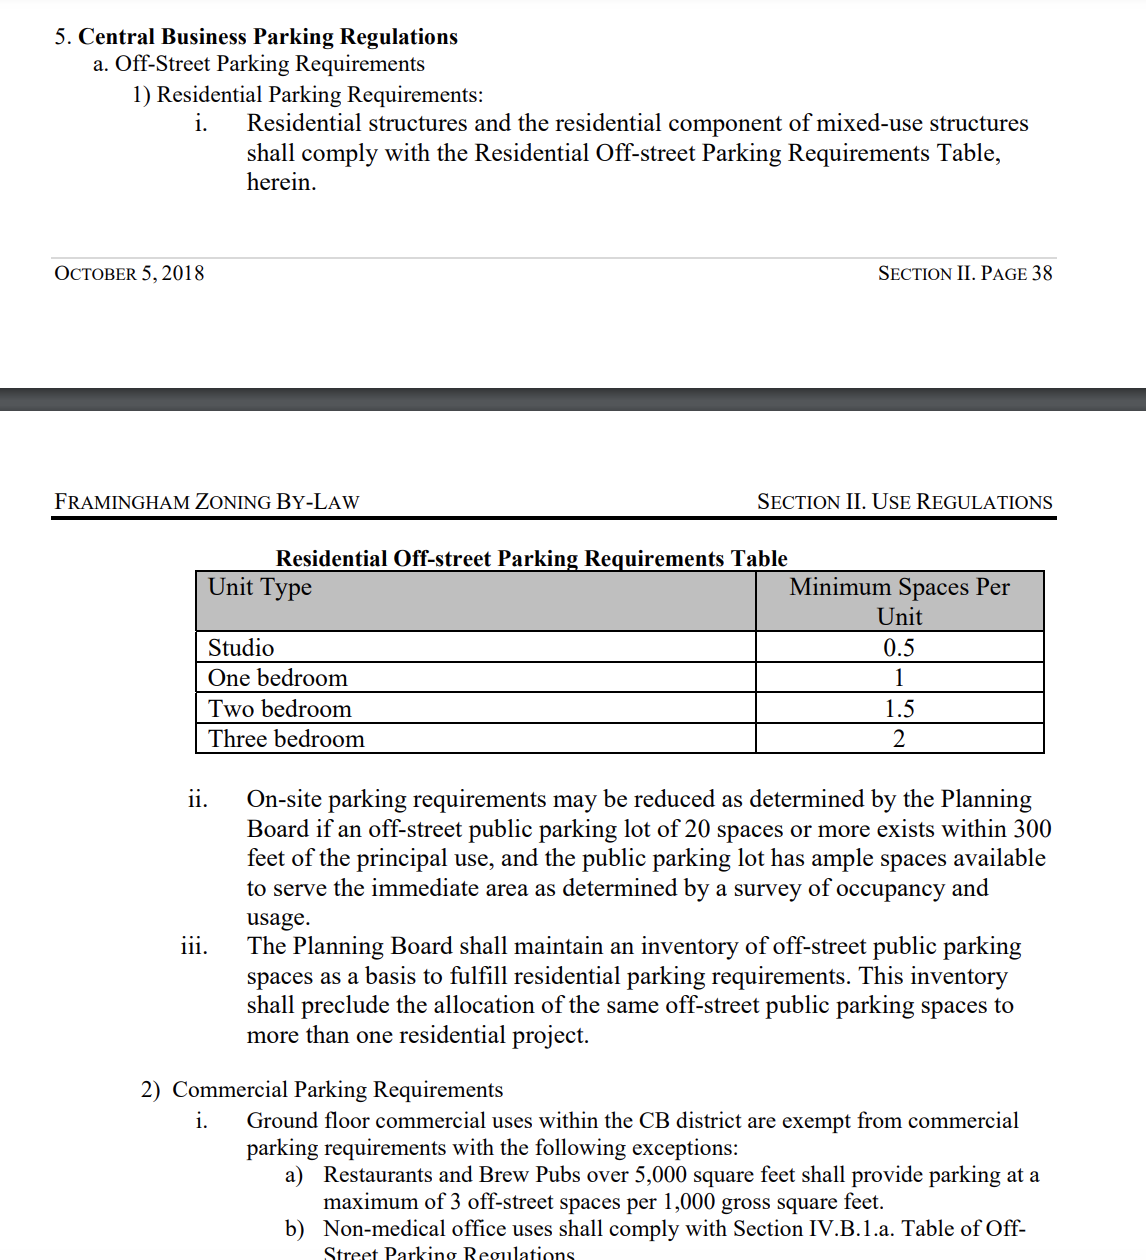 5. Central Business Parking Regulations
a. Off-Street Parking Requirements
1) Residential Parking Requirements:
i. Residential structures and the residential component of mixed-use structures
shall comply with the Residential Off-street Parking Requirements Table,
herein.
OCTOBER 5, 2018 SECTION II. PAGE 38
FRAMINGHAM ZONING BY-LAW SECTION II. USE REGULATIONS
Residential Off-street Parking Requirements Table
Unit Type Minimum Spaces Per
Unit
Studio 0.5
One bedroom 1
Two bedroom 1.5
Three bedroom 2
ii. On-site parking requirements may be reduced as determined by the Planning
Board if an off-street public parking lot of 20 spaces or more exists within 300
feet of the principal use, and the public parking lot has ample spaces available
to serve the immediate area as determined by a survey of occupancy and
usage.
iii. The Planning Board shall maintain an inventory of off-street public parking
spaces as a basis to fulfill residential parking requirements. This inventory
shall preclude the allocation of the same off-street public parking spaces to
more than one residential project.
2) Commercial Parking Requirements
i. Ground floor commercial uses within the CB district are exempt from commercial
parking requirements with the following exceptions:
a) Restaurants and Brew Pubs over 5,000 square feet shall provide parking at a
maximum of 3 off-street spaces per 1,000 gross square feet.
b) Non-medical office uses shall comply with Section IV.B.1.a. Table of Off-
Street Parking Regulations